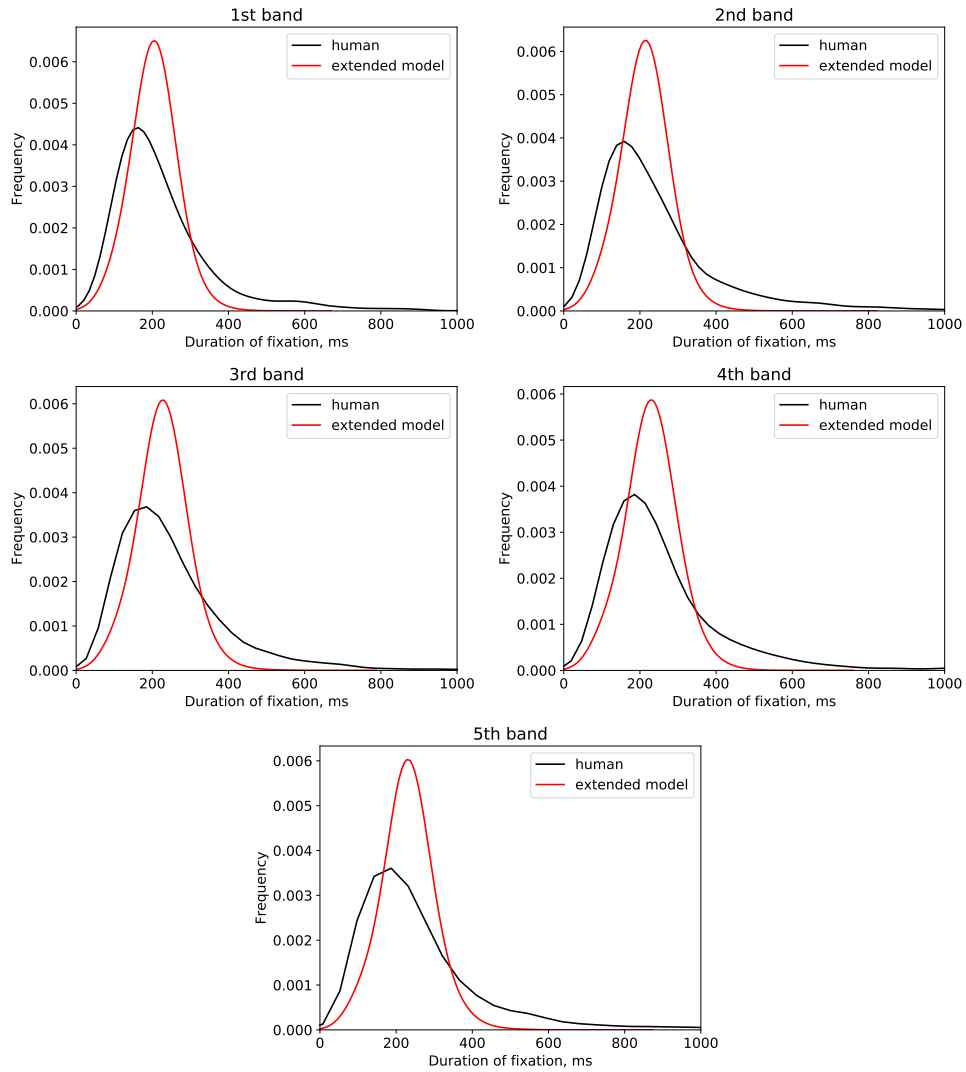 1st band
human
extended model
Frequency
0.006
0.005
0.004
0.003
0.002
0.001
0.000
0 200 400 600 800 1000
Duration of fixation, ms
2nd band
human
extended model
Frequency
0.006
0.005
0.004
0.003
0.002
0.001
0.000
0 200 400 600 800 1000
Duration of fixation, ms
3rd band
human
extended model
Frequency
0.006
0.005
0.004
0.003
0.002
0.001
0.000
0 200 400 600 800 1000
Duration of fixation, ms
4th band
human
extended model
Frequency
0.006
0.005
0.004
0.003
0.002
0.001
0.000
0 200 400 600 800 1000
Duration of fixation, ms
5th band
human
extended model
Frequency
0.006
0.005
0.004
0.003
0.002
0.001
0.000
0 200 400 600 800 1000
Duration of fixation, ms